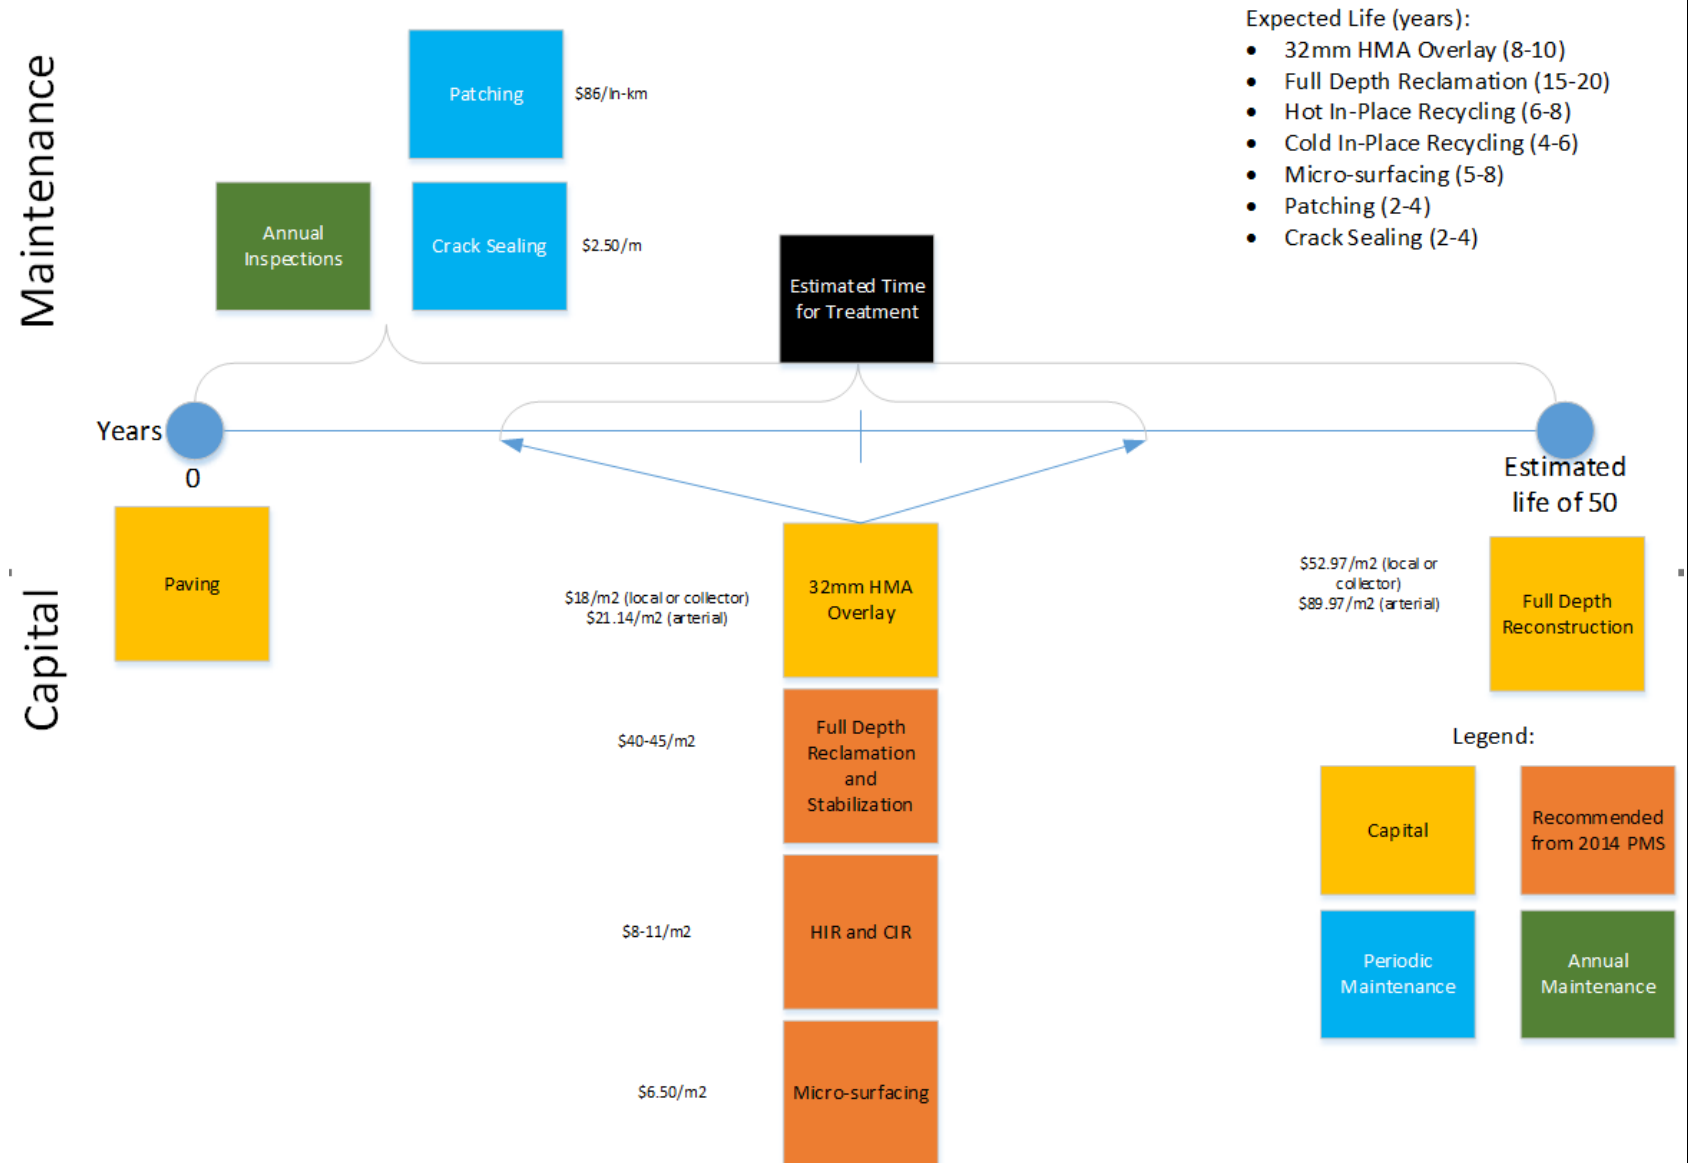 Maintenance
Patching
$86/ln-km
Annual
Inspections
Crack Sealing
$2.50/m
Estimated Time
for Treatment
Expected Life (years):
• 32mm HMA Overlay (8-10)
• Full Depth Reclamation (15-20)
• Hot In-Place Recycling (6-8)
• Cold In-Place Recycling (4-6)
• Micro-surfacing (5-8)
• Patching (2-4)
• Crack Sealing (2-4)
Years
0
Estimated
life of 50
Capital
Paving
$18/m2 (local or collector)
$21.14/m2 (arterial)
32mm HMA
Overlay
$52.97/m2 (local or
collector)
$89.97/m2 (arterial)
Full Depth
Reconstruction
$40-45/m2
Full Depth
Reclamation
and
Stabilization
$8-11/m2
HIR and CIR
$6.50/m2
Micro-surfacing
Legend:
Capital
Recommended
from 2014 PMS
Periodic
Maintenance
Annual
Maintenance